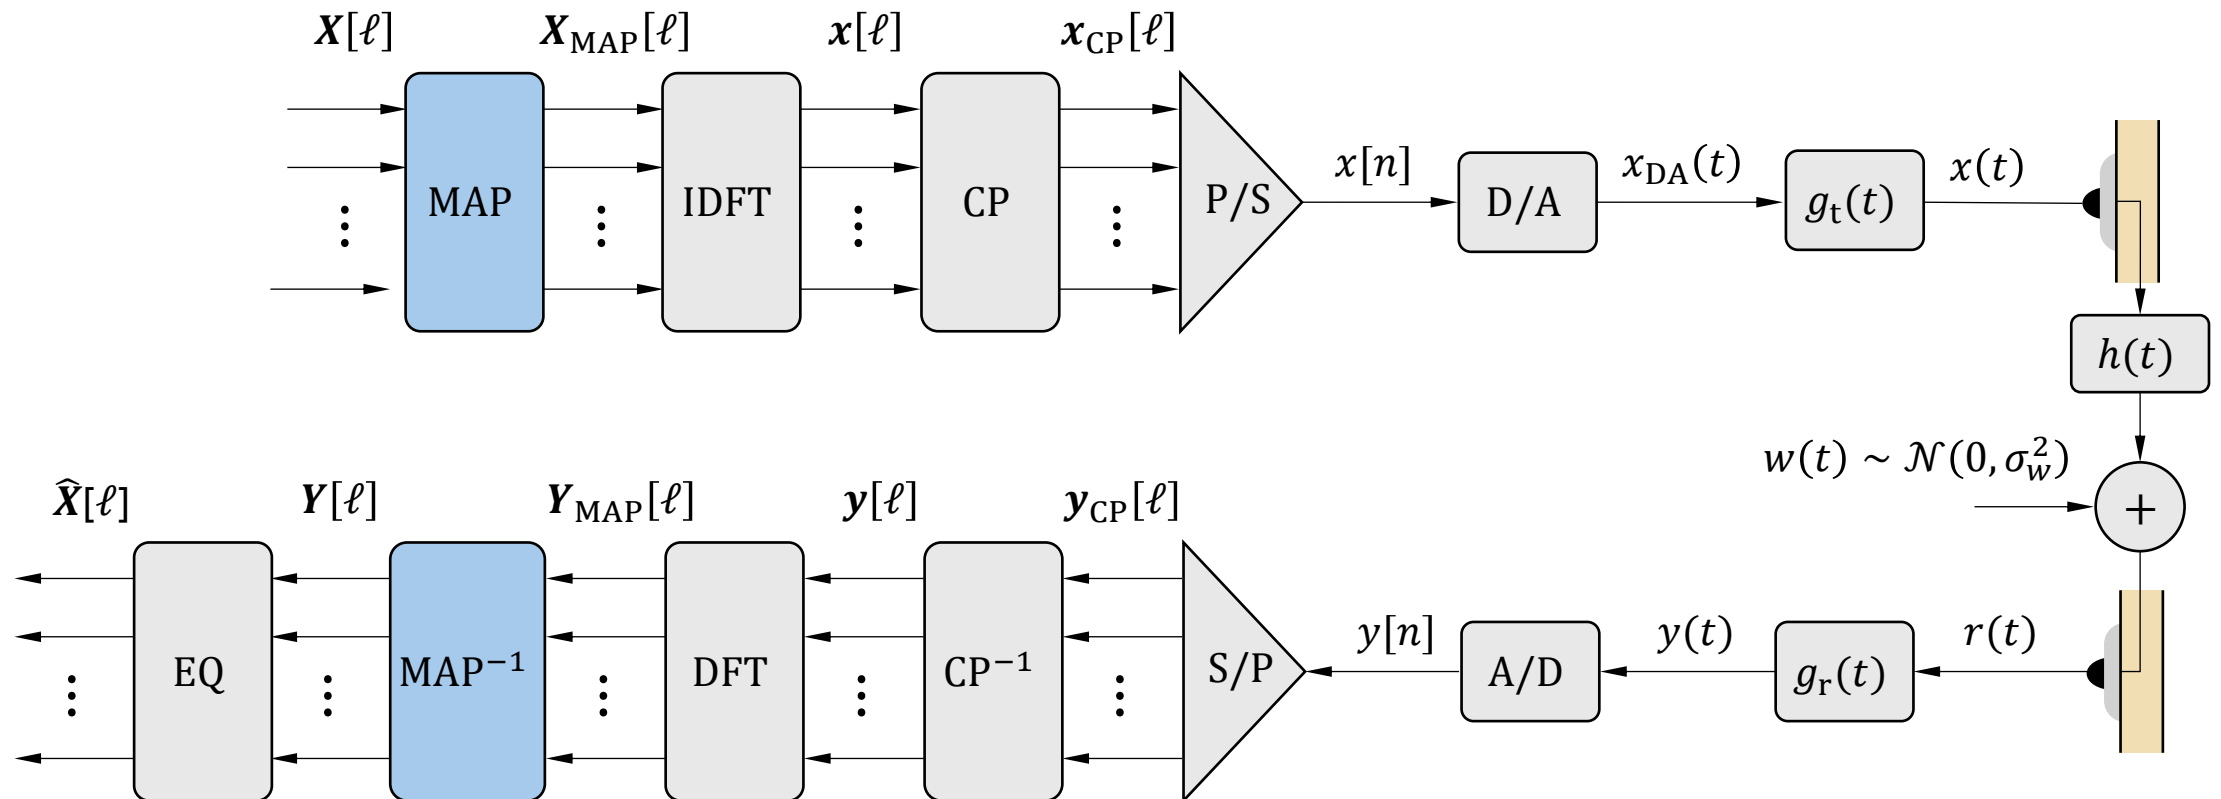 𝑿[ℓ] 𝑿_MAP[ℓ] 𝒙[ℓ] 𝒙_CP[ℓ]
MAP IDFT CP P/S x[n] D/A x_DA(t) g_t(t) x(t)
h(t)
w(t) ~ 𝒩(0, σ_w^2)
+
𝑿̂[ℓ] 𝒀[ℓ] 𝒀_MAP[ℓ] 𝒚[ℓ] 𝒚_CP[ℓ]
EQ MAP⁻¹ DFT CP⁻¹ S/P y[n] A/D y(t) g_r(t) r(t)